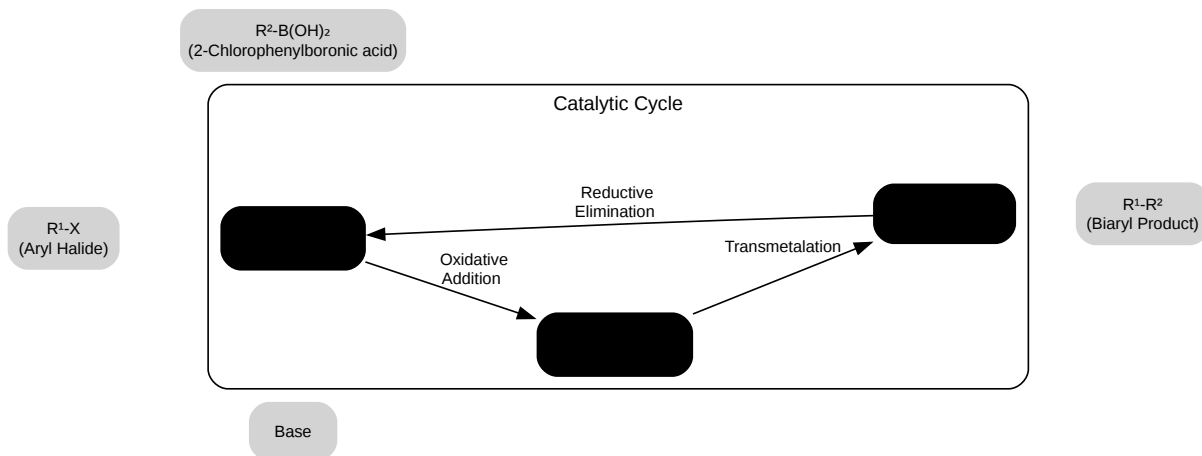 R²-B(OH)₂
(2-Chlorophenylboronic acid)
Catalytic Cycle
Reductive
Elimination
R¹-X
(Aryl Halide)
R¹-R²
(Biaryl Product)
Transmetalation
Oxidative
Addition
Base